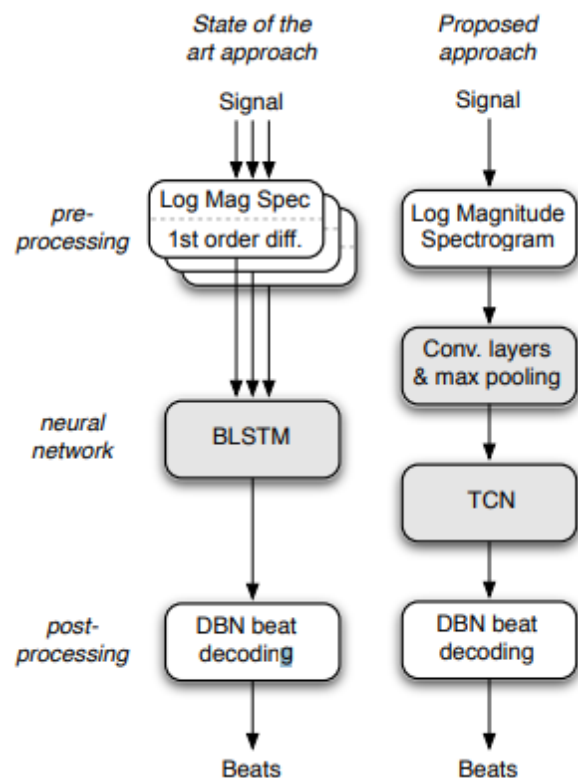 State of the
art approach
Proposed
approach
Signal
Signal
pre-
processing
Log Mag Spec
1st order diff.
Log Magnitude
Spectrogram
Conv. layers
& max pooling
neural
network
BLSTM
TCN
post-
processing
DBN beat
decoding
DBN beat
decoding
Beats
Beats